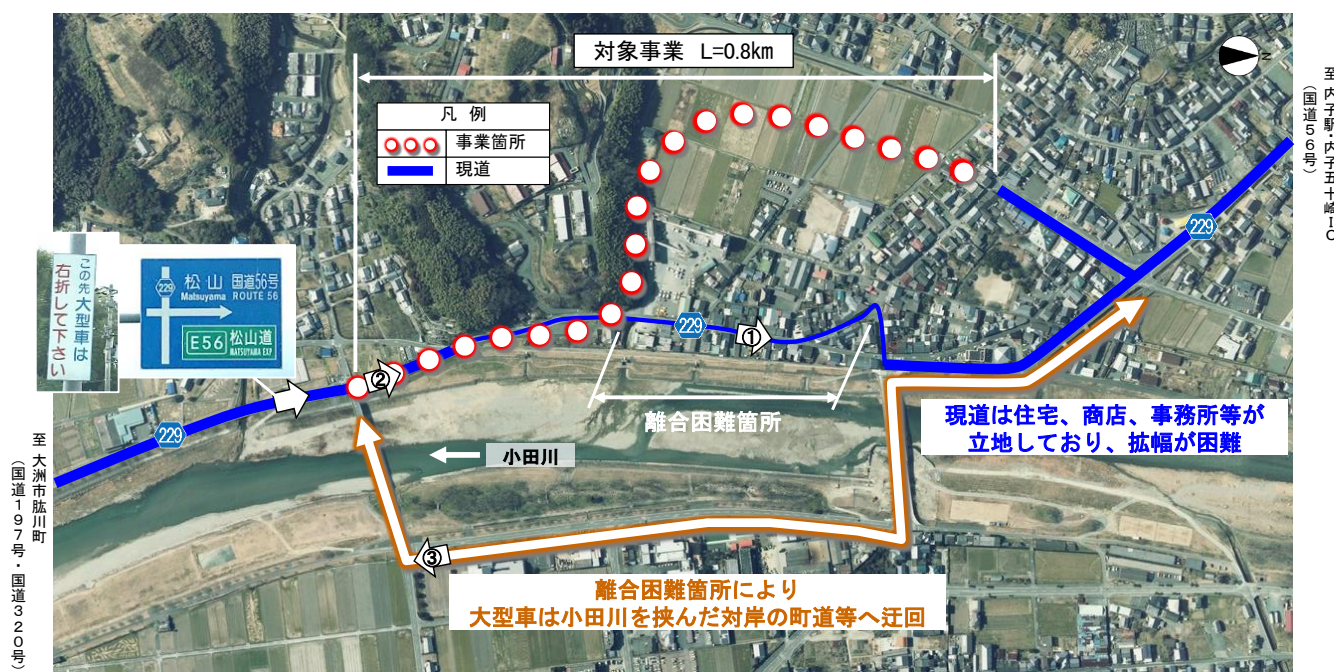 対象事業 L=0.8km
N
至 内子駅・内子五十崎ＩＣ
（国道５６号）
凡 例
事業箇所
現道
229
この先大型車は
右折して下さい
229
松山 国道56号
Matsuyama ROUTE 56
E56 松山道
MATSUYAMA EXP
229
①
②
離合困難箇所
現道は住宅、商店、事務所等が
立地しており、拡幅が困難
229
小田川
至 大洲市肱川町
（国道１９７号・国道３２０号）
③
離合困難箇所により
大型車は小田川を挟んだ対岸の町道等へ迂回